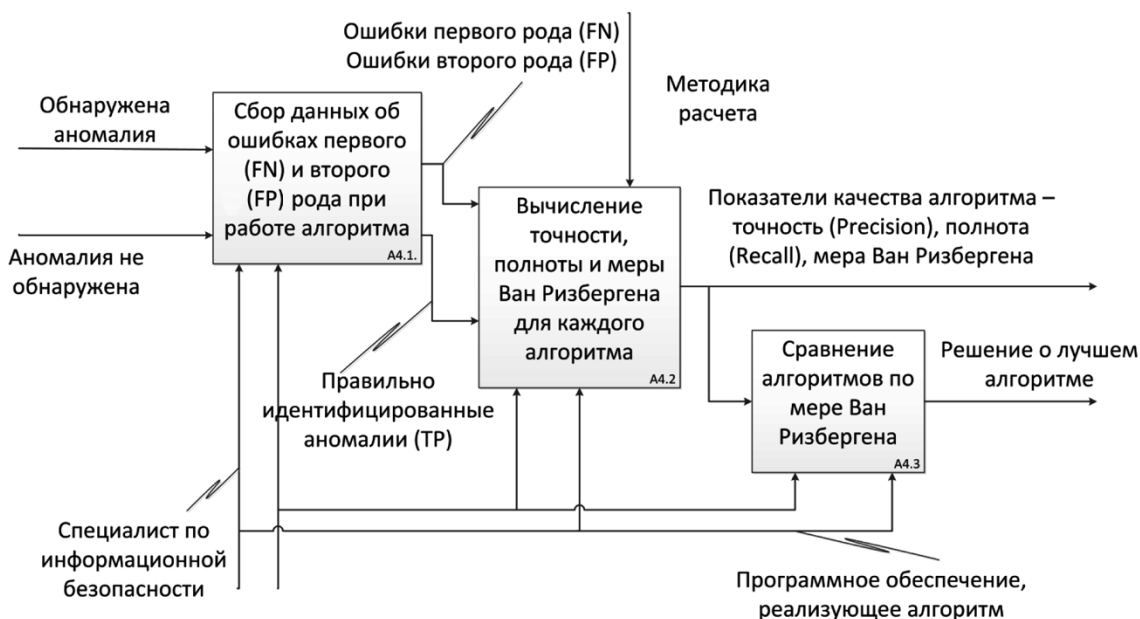 Ошибки первого рода (FN)
Ошибки второго рода (FP)
Методика
расчета
Обнаружена
аномалия
Сбор данных об
ошибках первого
(FN) и второго
(FP) рода при
работе алгоритма
A4.1.
Аномалия не
обнаружена
Вычисление
точности,
полноты и меры
Ван Ризбергена
для каждого
алгоритма
A4.2
Показатели качества алгоритма –
точность (Precision), полнота
(Recall), мера Ван Ризбергена
Сравнение
алгоритмов по
мере Ван
Ризбергена
A4.3
Решение о лучшем
алгоритме
Правильно
идентифицированные
аномалии (TP)
Специалист по
информационной
безопасности
Программное обеспечение,
реализующее алгоритм